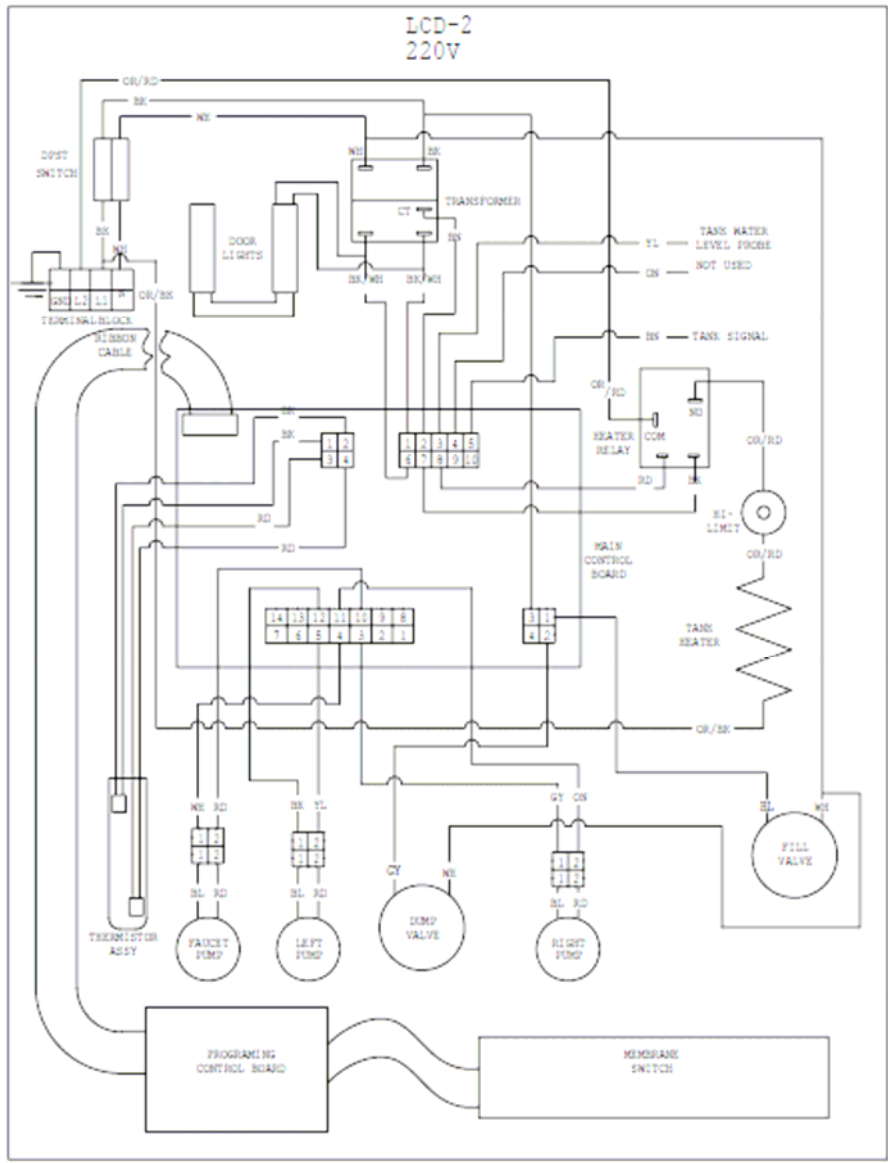 LCD-2
220V
OR/RD
BK
WH
DPST
SWITCH
WH
BK
TRANSFORMER
CY
BN
DOOR
LIGHTS
BK
WH
YL
TANK WATER
LEVEL PROBE
NOT USED
BK/WH
BK/WH
OR/BK
GND L2 L1 N
TERMINALBLOCK
RIBBON
CABLE
BN
TANK SIGNAL
OR
/RD
NO
COM
HEATER
RELAY
OR/RD
BK
BK
1 2
3 4
1 2 3 4 5
6 7 8 9 10
RD
BK
HI-
LIMIT
RD
RD
OR/RD
MAIN
CONTROL
BOARD
14 13 12 11 10 9 8
7 6 5 4 3 2 1
3 1
4 2
TANK
HEATER
OR/BK
WH RD
BK YL
GY
WH
1 2
1 2
1 2
1 2
1 2
1 2
FILL
VALVE
GY
WH
BL RD
BL RD
BL RD
THERMISTOR
ASSY
FAUCET
PUMP
LEFT
PUMP
DUMP
VALVE
RIGHT
PUMP
PROGRAMING
CONTROL BOARD
MEMBRANE
SWITCH